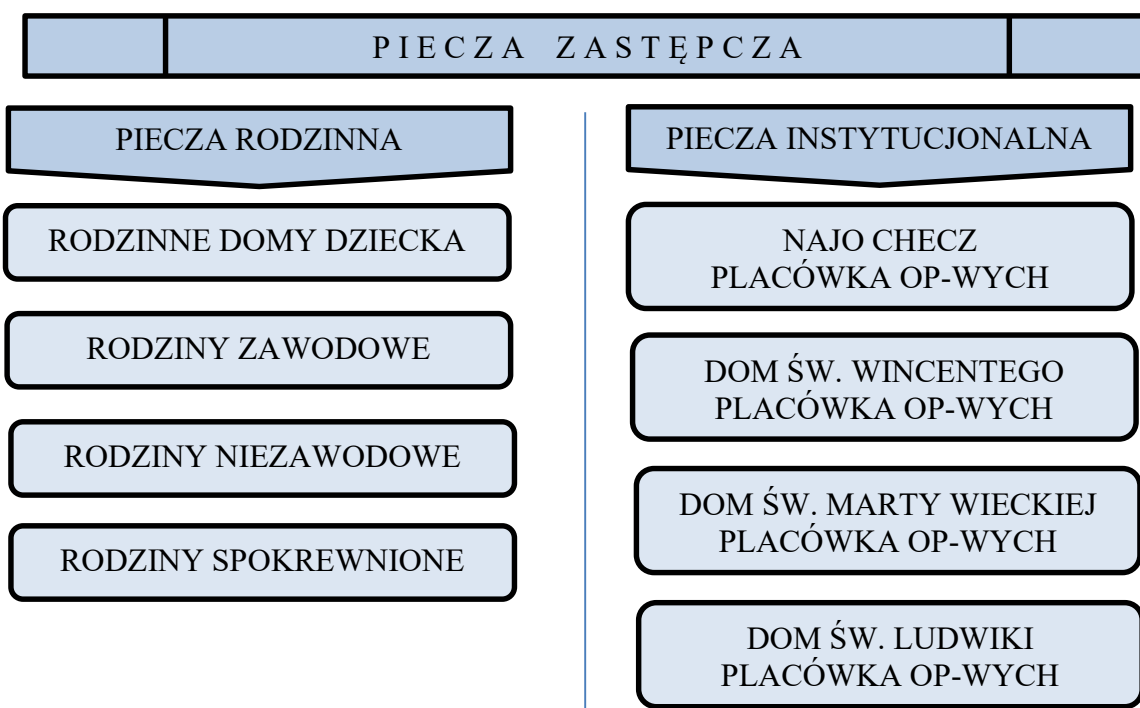 PIECZA ZASTĘPCZA
PIECZA RODZINNA
RODZINNE DOMY DZIECKA
RODZINY ZAWODOWE
RODZINY NIEZAWODOWE
RODZINY SPOKREWNIONE
PIECZA INSTYTUCJONALNA
NAJO CHECZ
PLACÓWKA OP-WYCH
DOM ŚW. WINCENTEGO
PLACÓWKA OP-WYCH
DOM ŚW. MARTY WIECKIEJ
PLACÓWKA OP-WYCH
DOM ŚW. LUDWIKI
PLACÓWKA OP-WYCH